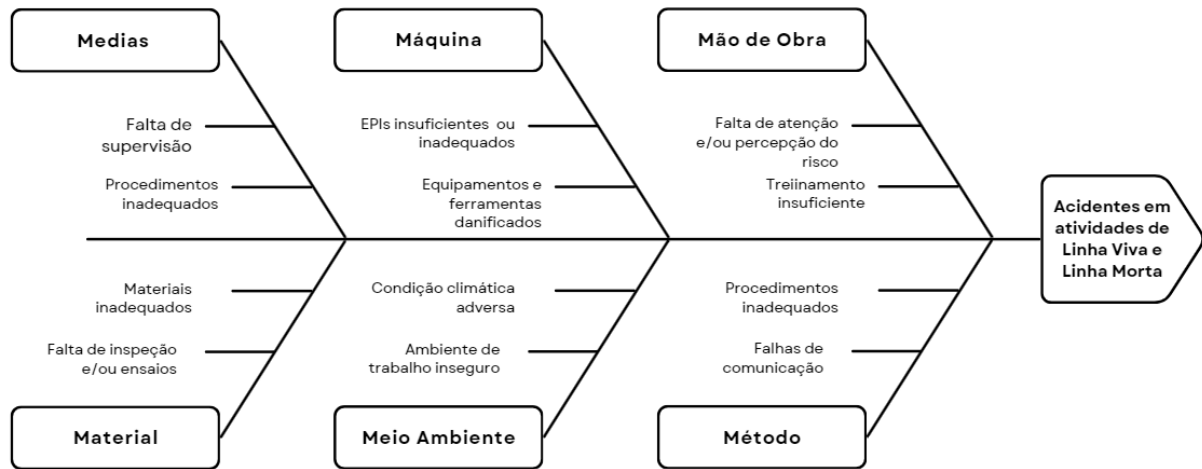 Medias
Máquina
Mão de Obra
Falta de
supervisão
Procedimentos
inadequados
EPIs insuficientes ou
inadequados
Equipamentos e
ferramentas
danificados
Falta de atenção
e/ou percepção do
risco
Treiinamento
insuficiente
Acidentes em
atividades de
Linha Viva e
Linha Morta
Materiais
inadequados
Falta de inspeção
e/ou ensaios
Condição climática
adversa
Ambiente de
trabalho inseguro
Procedimentos
inadequados
Falhas de
comunicação
Material
Meio Ambiente
Método